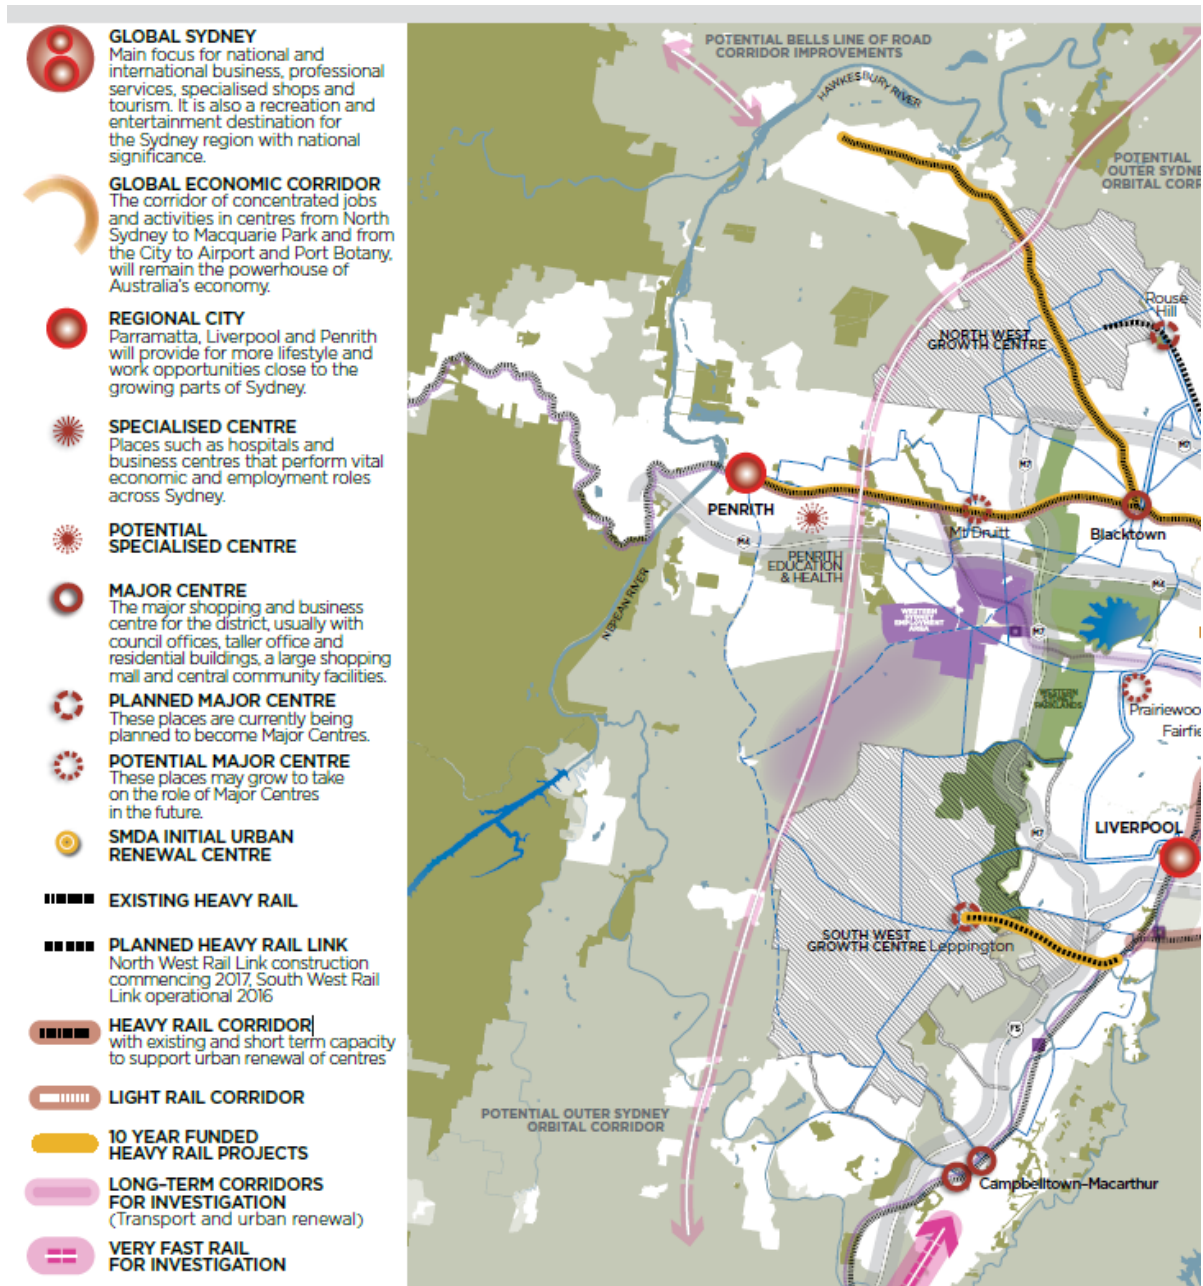 GLOBAL SYDNEY
Main focus for national and
international business, professional
services, specialised shops and
tourism. It is also a recreation and
entertainment destination for
the Sydney region with national
significance.
GLOBAL ECONOMIC CORRIDOR
The corridor of concentrated jobs
and activities in centres from North
Sydney to Macquarie Park and from
the City to Airport and Port Botany,
will remain the powerhouse of
Australia's economy.
REGIONAL CITY
Parramatta, Liverpool and Penrith
will provide for more lifestyle and
work opportunities close to the
growing parts of Sydney.
SPECIALISED CENTRE
Places such as hospitals and
business centres that perform vital
economic and employment roles
across Sydney.
POTENTIAL
SPECIALISED CENTRE
MAJOR CENTRE
The major shopping and business
centre for the district, usually with
council offices, taller office and
residential buildings, a large shopping
mall and central community facilities.
PLANNED MAJOR CENTRE
These places are currently being
planned to become Major Centres.
POTENTIAL MAJOR CENTRE
These places may grow to take
on the role of Major Centres
in the future.
SMDA INITIAL URBAN
RENEWAL CENTRE
EXISTING HEAVY RAIL
PLANNED HEAVY RAIL LINK
North West Rail Link construction
commencing 2017, South West Rail
Link operational 2016
HEAVY RAIL CORRIDOR
with existing and short term capacity
to support urban renewal of centres
LIGHT RAIL CORRIDOR
10 YEAR FUNDED
HEAVY RAIL PROJECTS
LONG-TERM CORRIDORS
FOR INVESTIGATION
(Transport and urban renewal)
VERY FAST RAIL
FOR INVESTIGATION
POTENTIAL BELLS LINE OF ROAD
CORRIDOR IMPROVEMENTS
HAWKESBURY RIVER
POTENTIAL
OUTER SYDNE
ORBITAL CORR
Rouse
Hill
NORTH WEST
GROWTH CENTRE
M7
M7
PENRITH
Mt Druitt
Blacktown
M4
PENRITH
EDUCATION
& HEALTH
M4
NEPEAN RIVER
WESTERN
SYDNEY
EMPLOYMENT
AREA
M7
WESTERN
SYDNEY
PARKLANDS
Prairiewoo
Fairfie
M7
LIVERPOOL
SOUTH WEST
GROWTH CENTRE
Leppington
F5
POTENTIAL OUTER SYDNEY
ORBITAL CORRIDOR
Campbelltown-Macarthur